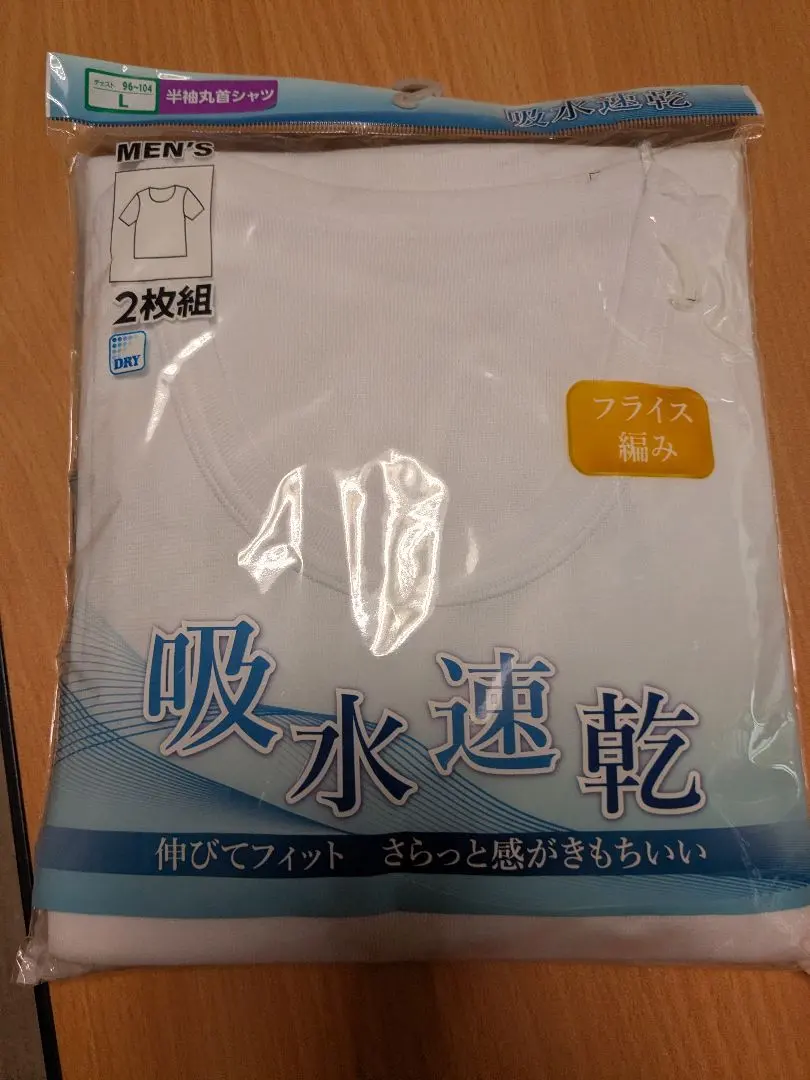 チェスト 96~104
L
半袖丸首シャツ
吸水速乾
MEN'S
2枚組
DRY
フライス
編み
吸水速乾
伸びてフィット さらっと感がきもちいい